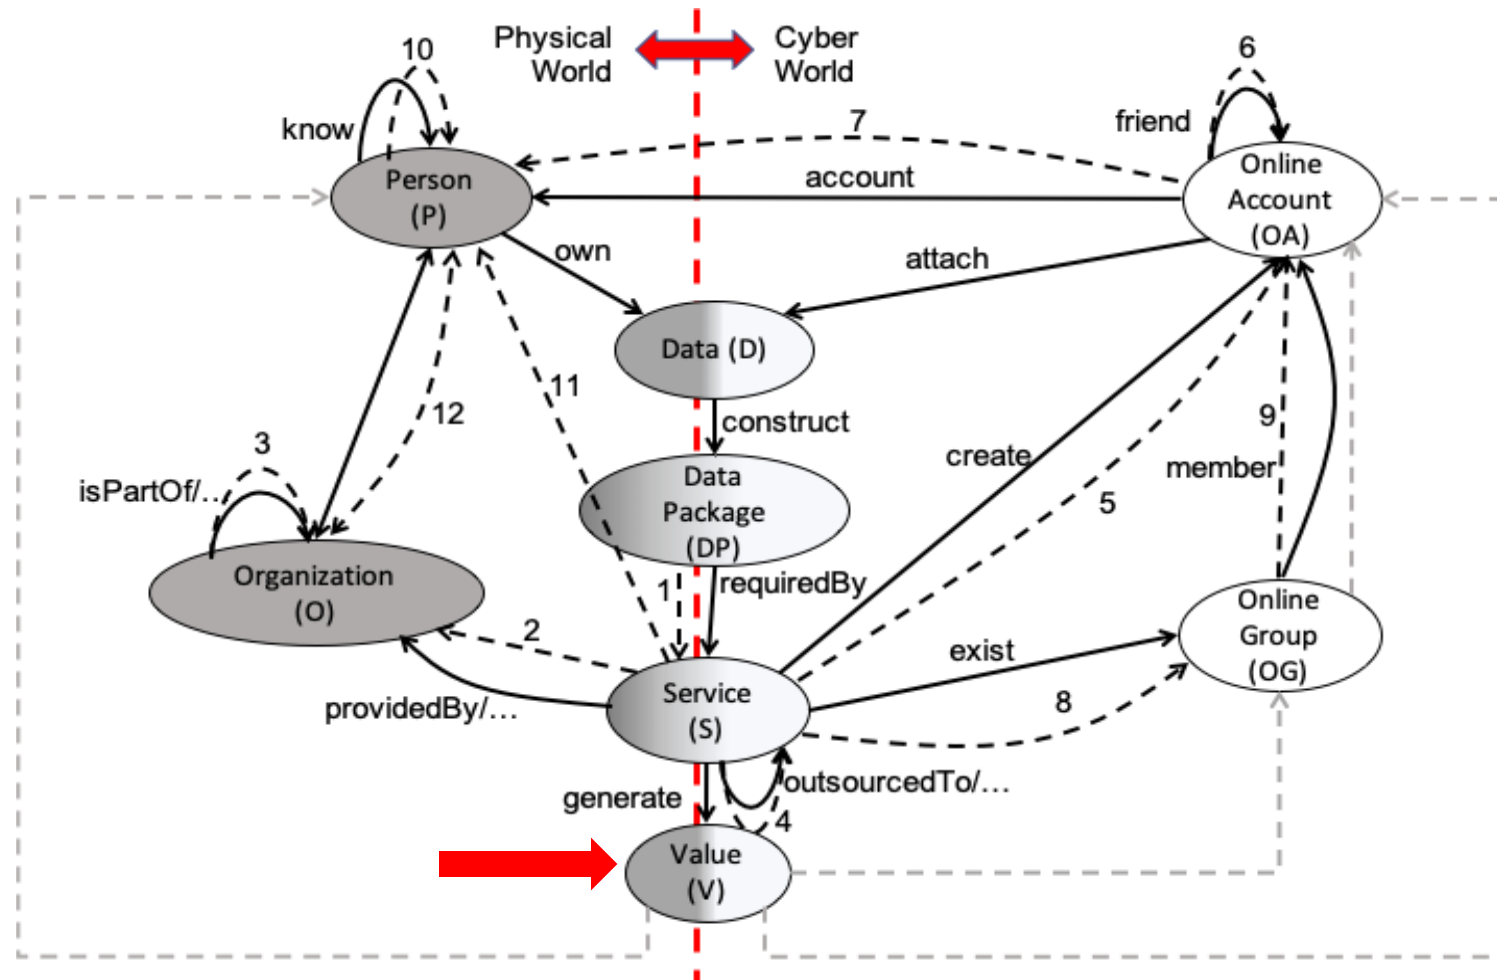 10
Physical
World
Cyber
World
6
know
7
friend
Person
(P)
account
Online
Account
(OA)
own
attach
Data (D)
11
12
construct
3
9
isPartOf/..
create
member
Data
Package
(DP)
5
Organization
(O)
1
requiredBy
Online
Group
(OG)
2
exist
providedBy/...
Service
(S)
8
generate
outsourcedTo/...
4
Value
(V)